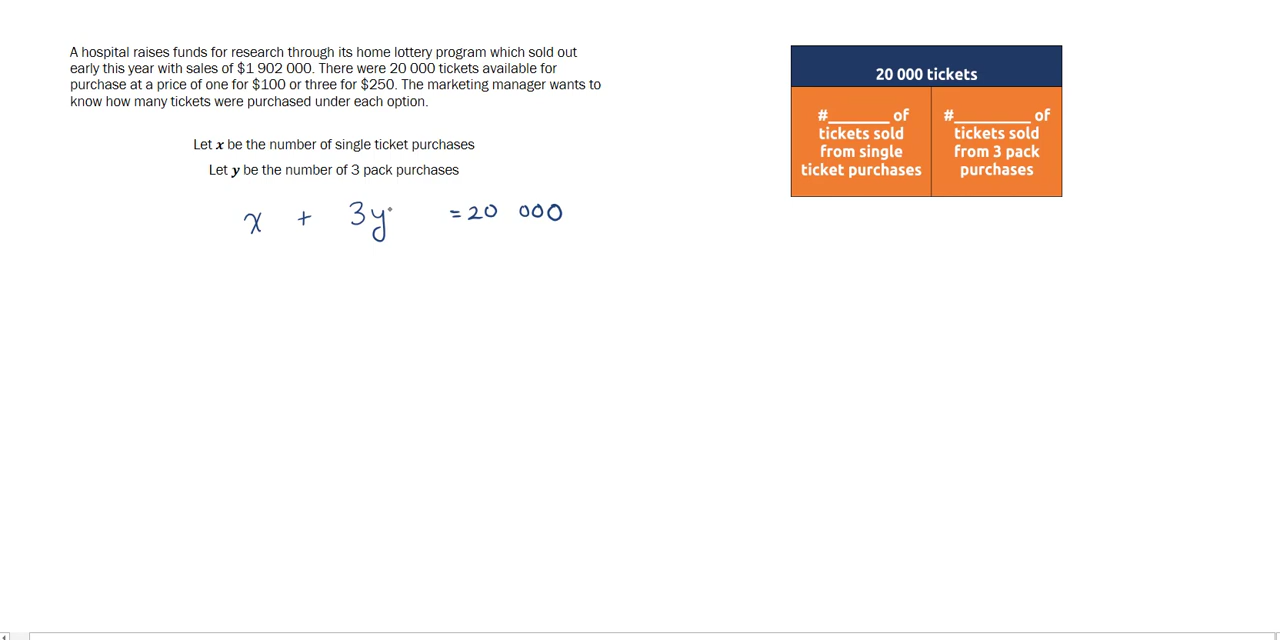 A hospital raises funds for research through its home lottery program which sold out
early this year with sales of $1 902 000. There were 20 000 tickets available for
purchase at a price of one for $100 or three for $250. The marketing manager wants to
know how many tickets were purchased under each option.
Let x be the number of single ticket purchases
Let y be the number of 3 pack purchases
x + 3y = 20 000
20 000 tickets
#_______ of
tickets sold
from single
ticket purchases
#_________ of
tickets sold
from 3 pack
purchases